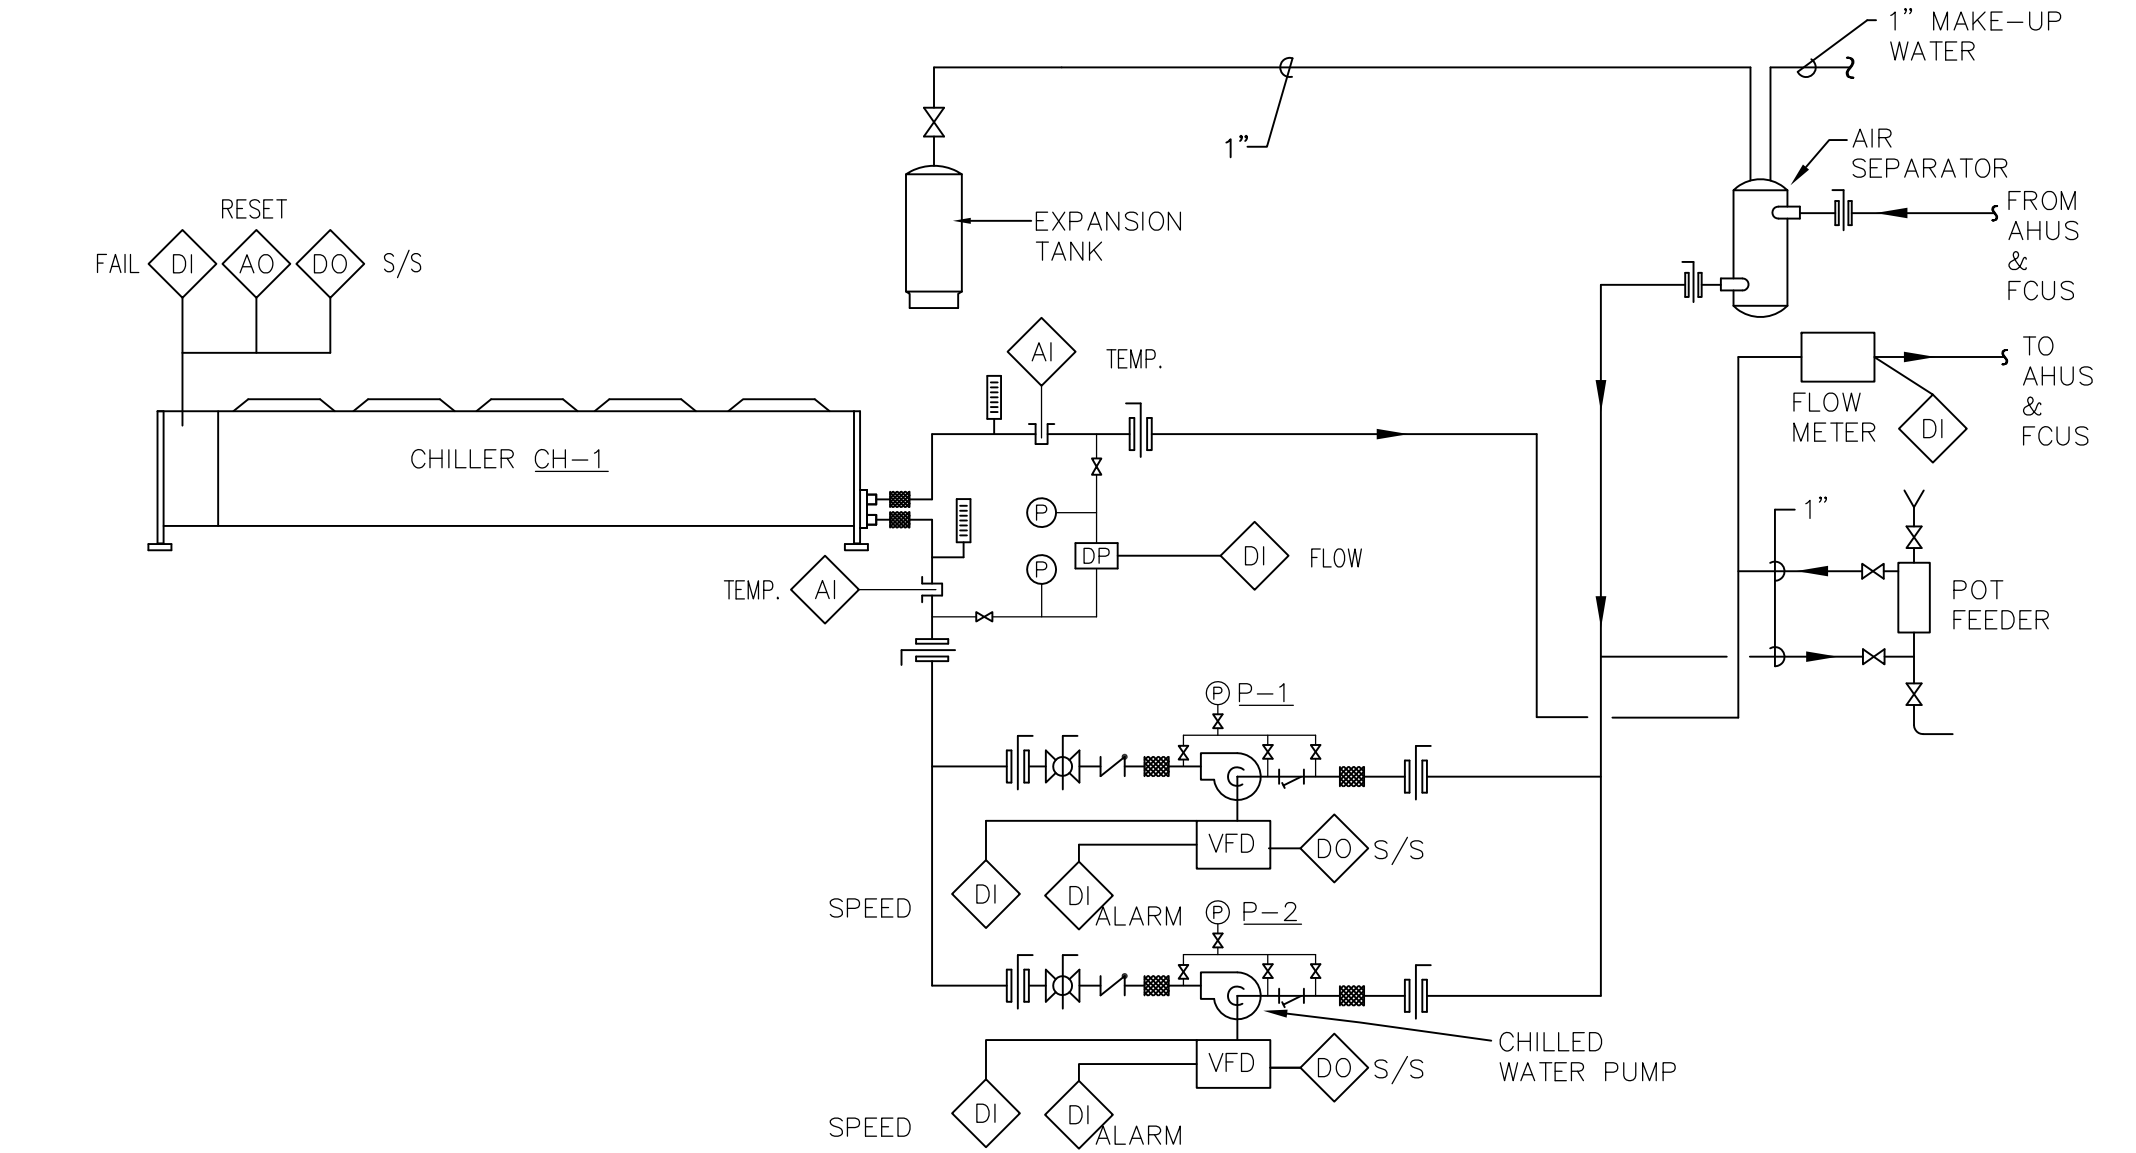 1” MAKE-UP
WATER
1”
AIR
SEPARATOR
FROM
AHUS
&
FCUS
EXPANSION
TANK
RESET
FAIL
DI
AO
DO
S/S
AI
TEMP.
TO
AHUS
&
FCUS
FLOW
METER
DI
CHILLER CH-1
1”
P
P
DP
DI
FLOW
TEMP.
AI
POT
FEEDER
P
P-1
VFD
DO
S/S
DI
SPEED
DI
ALARM
P
P-2
CHILLED
WATER PUMP
VFD
DO
S/S
DI
SPEED
DI
ALARM